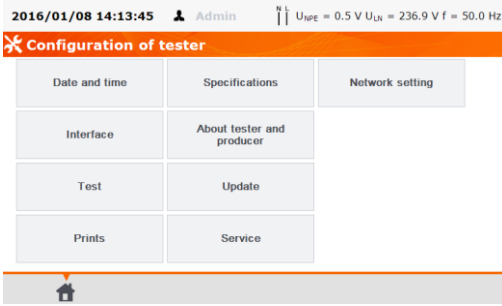 2016/01/08 14:13:45 Admin N L UNPE = 0.5 V ULN = 236.9 V f = 50.0 Hz
Configuration of tester
Date and time Specifications Network setting
Interface About tester and
producer
Test Update
Prints Service